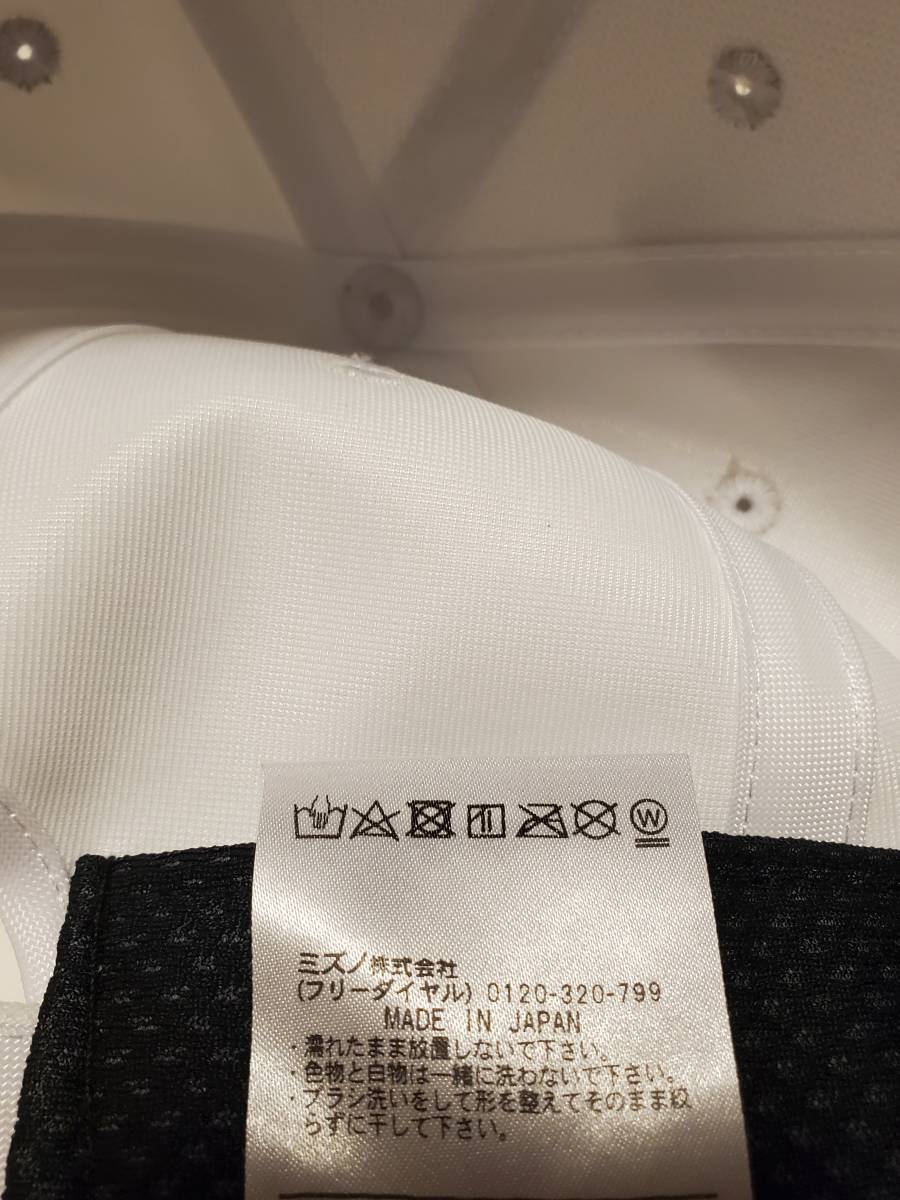 W
ミズノ株式会社
(フリーダイヤル) 0120-320-799
MADE IN JAPAN
・濡れたまま放置しないで下さい。
・色物と白物は一緒に洗わないで下さい。
・ブラシ洗いをして形を整えてそのまま絞
らずに干して下さい。